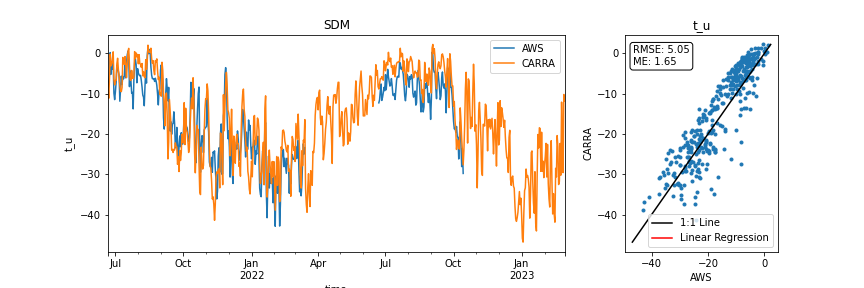 SDM
t_u
AWS
CARRA
0
−10
−20
−30
−40
t_u
Jul
Oct
Jan
2022
Apr
Jul
Oct
Jan
2023
time
t_u
RMSE: 5.05
ME: 1.65
0
−10
−20
−30
−40
CARRA
1:1 Line
Linear Regression
−40
−20
0
AWS